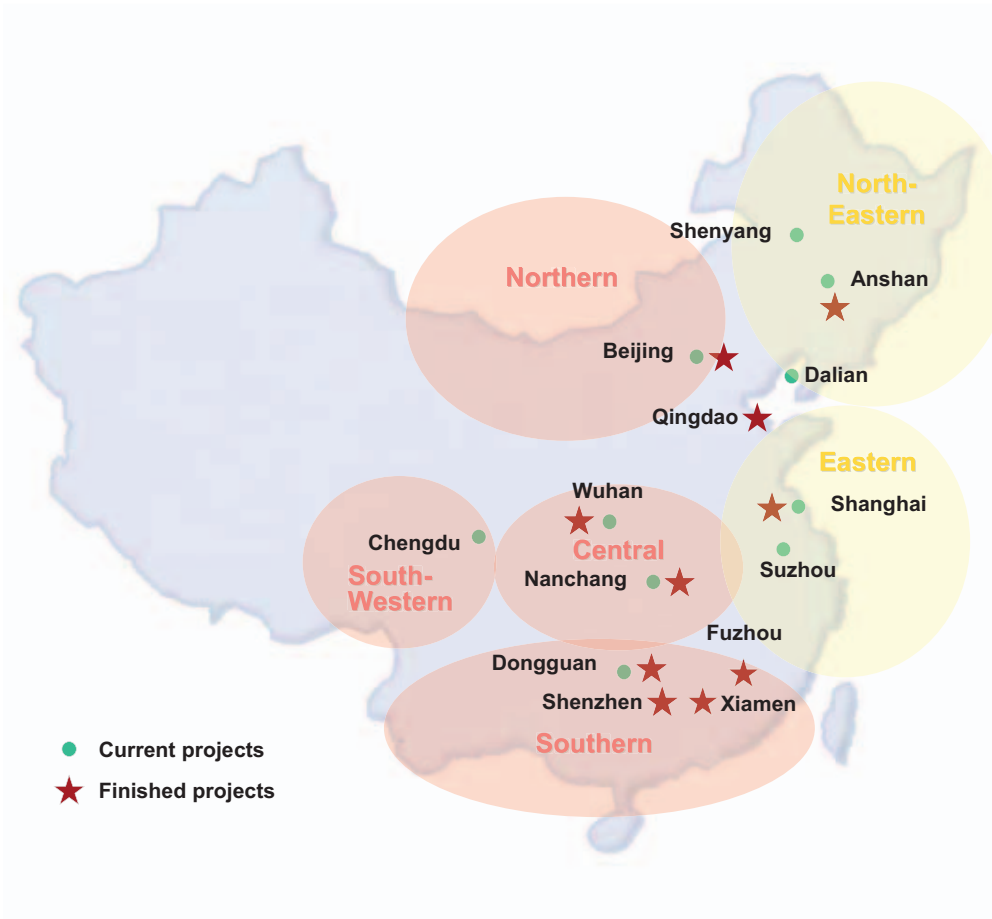 North-
Eastern
Shenyang
Anshan
Northern
Beijing
Dalian
Qingdao
Eastern
Wuhan
Shanghai
Chengdu
Central
Suzhou
South-
Western
Nanchang
Fuzhou
Dongguan
Shenzhen
Xiamen
Southern
Current projects
Finished projects